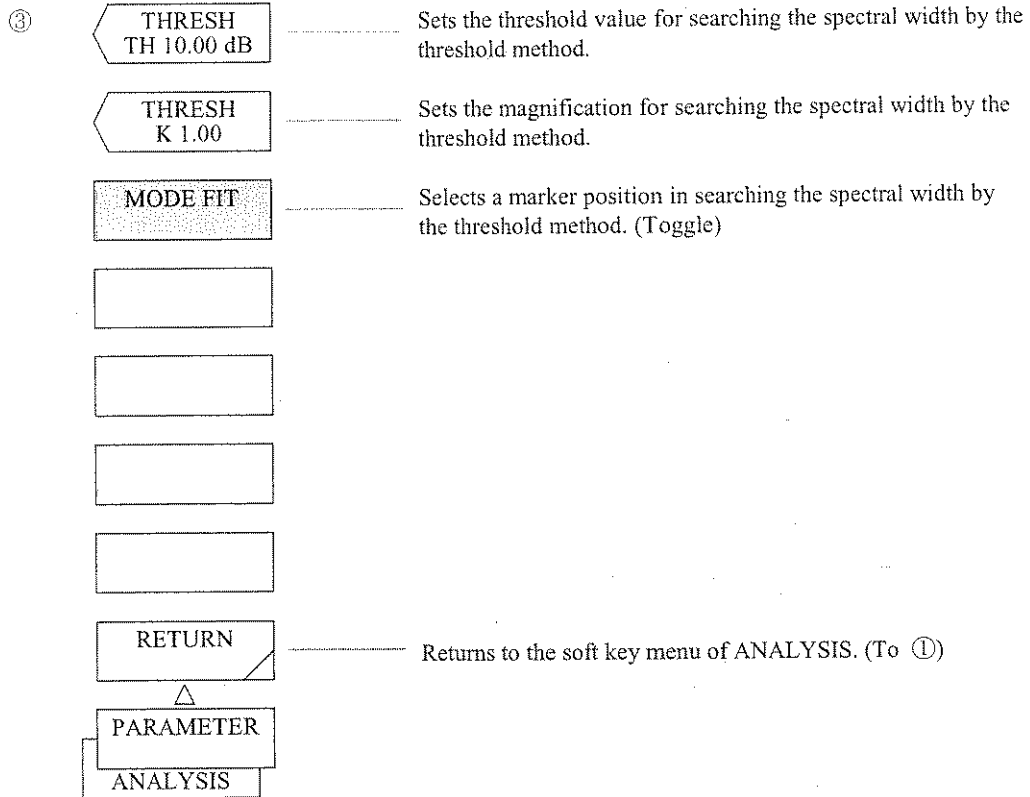 ③
THRESH
TH 10.00 dB
Sets the threshold value for searching the spectral width by the
threshold method.
THRESH
K 1.00
Sets the magnification for searching the spectral width by the
threshold method.
MODE FIT
Selects a marker position in searching the spectral width by
the threshold method. (Toggle)
RETURN
Returns to the soft key menu of ANALYSIS. (To ①)
PARAMETER
ANALYSIS